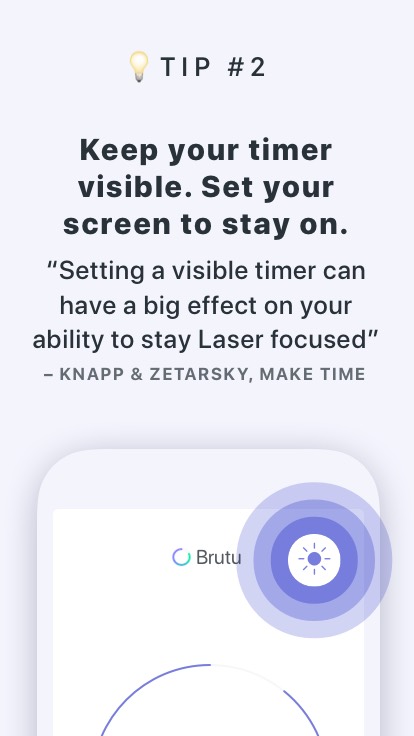 TIP #2
Keep your timer
visible. Set your
screen to stay on.
“Setting a visible timer can
have a big effect on your
ability to stay Laser focused”
– KNAPP & ZETARSKY, MAKE TIME
Brutu